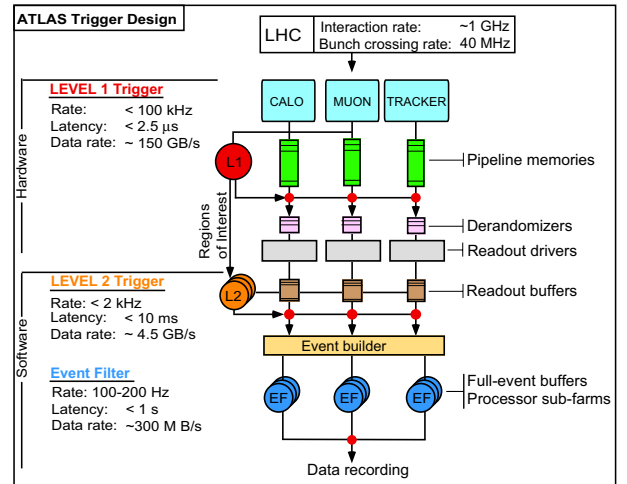 ATLAS Trigger Design
LHC
Interaction rate: ~1 GHz
Bunch crossing rate: 40 MHz
LEVEL 1 Trigger
Rate: < 100 kHz
Latency: < 2.5 μs
Data rate: ~ 150 GB/s
Hardware
CALO
MUON
TRACKER
L1
Pipeline memories
Regions
of Interest
Derandomizers
Readout drivers
LEVEL 2 Trigger
Rate: < 2 kHz
Latency: < 10 ms
Data rate: ~ 4.5 GB/s
Software
L2
Readout buffers
Event builder
Event Filter
Rate: 100-200 Hz
Latency: < 1 s
Data rate: ~300 M B/s
EF
EF
EF
Full-event buffers
Processor sub-farms
Data recording